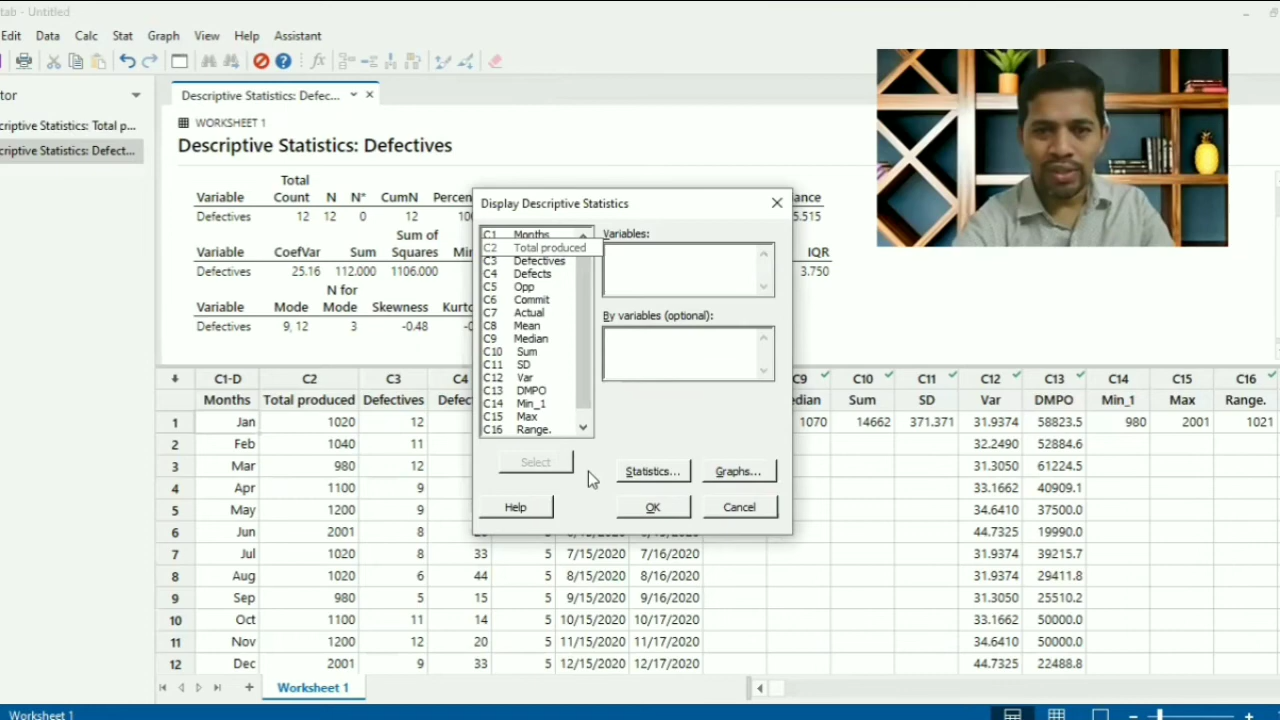 tab - Untitled
Edit Data Calc Stat Graph View Help Assistant
Descriptive Statistics: Defec...
WORKSHEET 1
Descriptive Statistics: Defectives
tor
criptive Statistics: Total p...
criptive Statistics: Defect...
Total
Variable Count N N* CumN Percen
Defectives 12 12 0 12 100
Sum of
Variable CoefVar Sum Squares
Defectives 25.16 112.000 1106.000
N for
Variable Mode Mode Skewness Kurto
Defectives 9, 12 3 -0.48
ance
5.515
IQR
3.750
Display Descriptive Statistics
C1 Months
C2 Total produced
C3 Defectives
C4 Defects
C5 Opp
C6 Commit
C7 Actual
C8 Mean
C9 Median
C10 Sum
C11 SD
C12 Var
C13 DMPO
C14 Min_1
C15 Max
C16 Range.
Variables:
By variables (optional):
Select
Statistics... Graphs...
Help OK Cancel
C1-D C2 C3 C4 C9 C10 C11 C12 C13 C14 C15 C16
Months Total produced Defectives Defec edian Sum SD Var DMPO Min_1 Max Range.
1 Jan 1020 12 1070 14662 371.371 31.9374 58823.5 980 2001 1021
2 Feb 1040 11 32.2490 52884.6
3 Mar 980 12 31.3050 61224.5
4 Apr 1100 9 33.1662 40909.1
5 May 1200 9 34.6410 37500.0
6 Jun 2001 8 44.7325 19990.0
7 Jul 1020 8 33 5 7/15/2020 7/16/2020 31.9374 39215.7
8 Aug 1020 6 44 5 8/15/2020 8/16/2020 31.9374 29411.8
9 Sep 980 5 15 5 9/15/2020 9/16/2020 31.3050 25510.2
10 Oct 1100 11 14 5 10/15/2020 10/17/2020 33.1662 50000.0
11 Nov 1200 12 20 5 11/15/2020 11/17/2020 34.6410 50000.0
12 Dec 2001 9 33 5 12/15/2020 12/17/2020 44.7325 22488.8
Worksheet 1
Worksheet 1